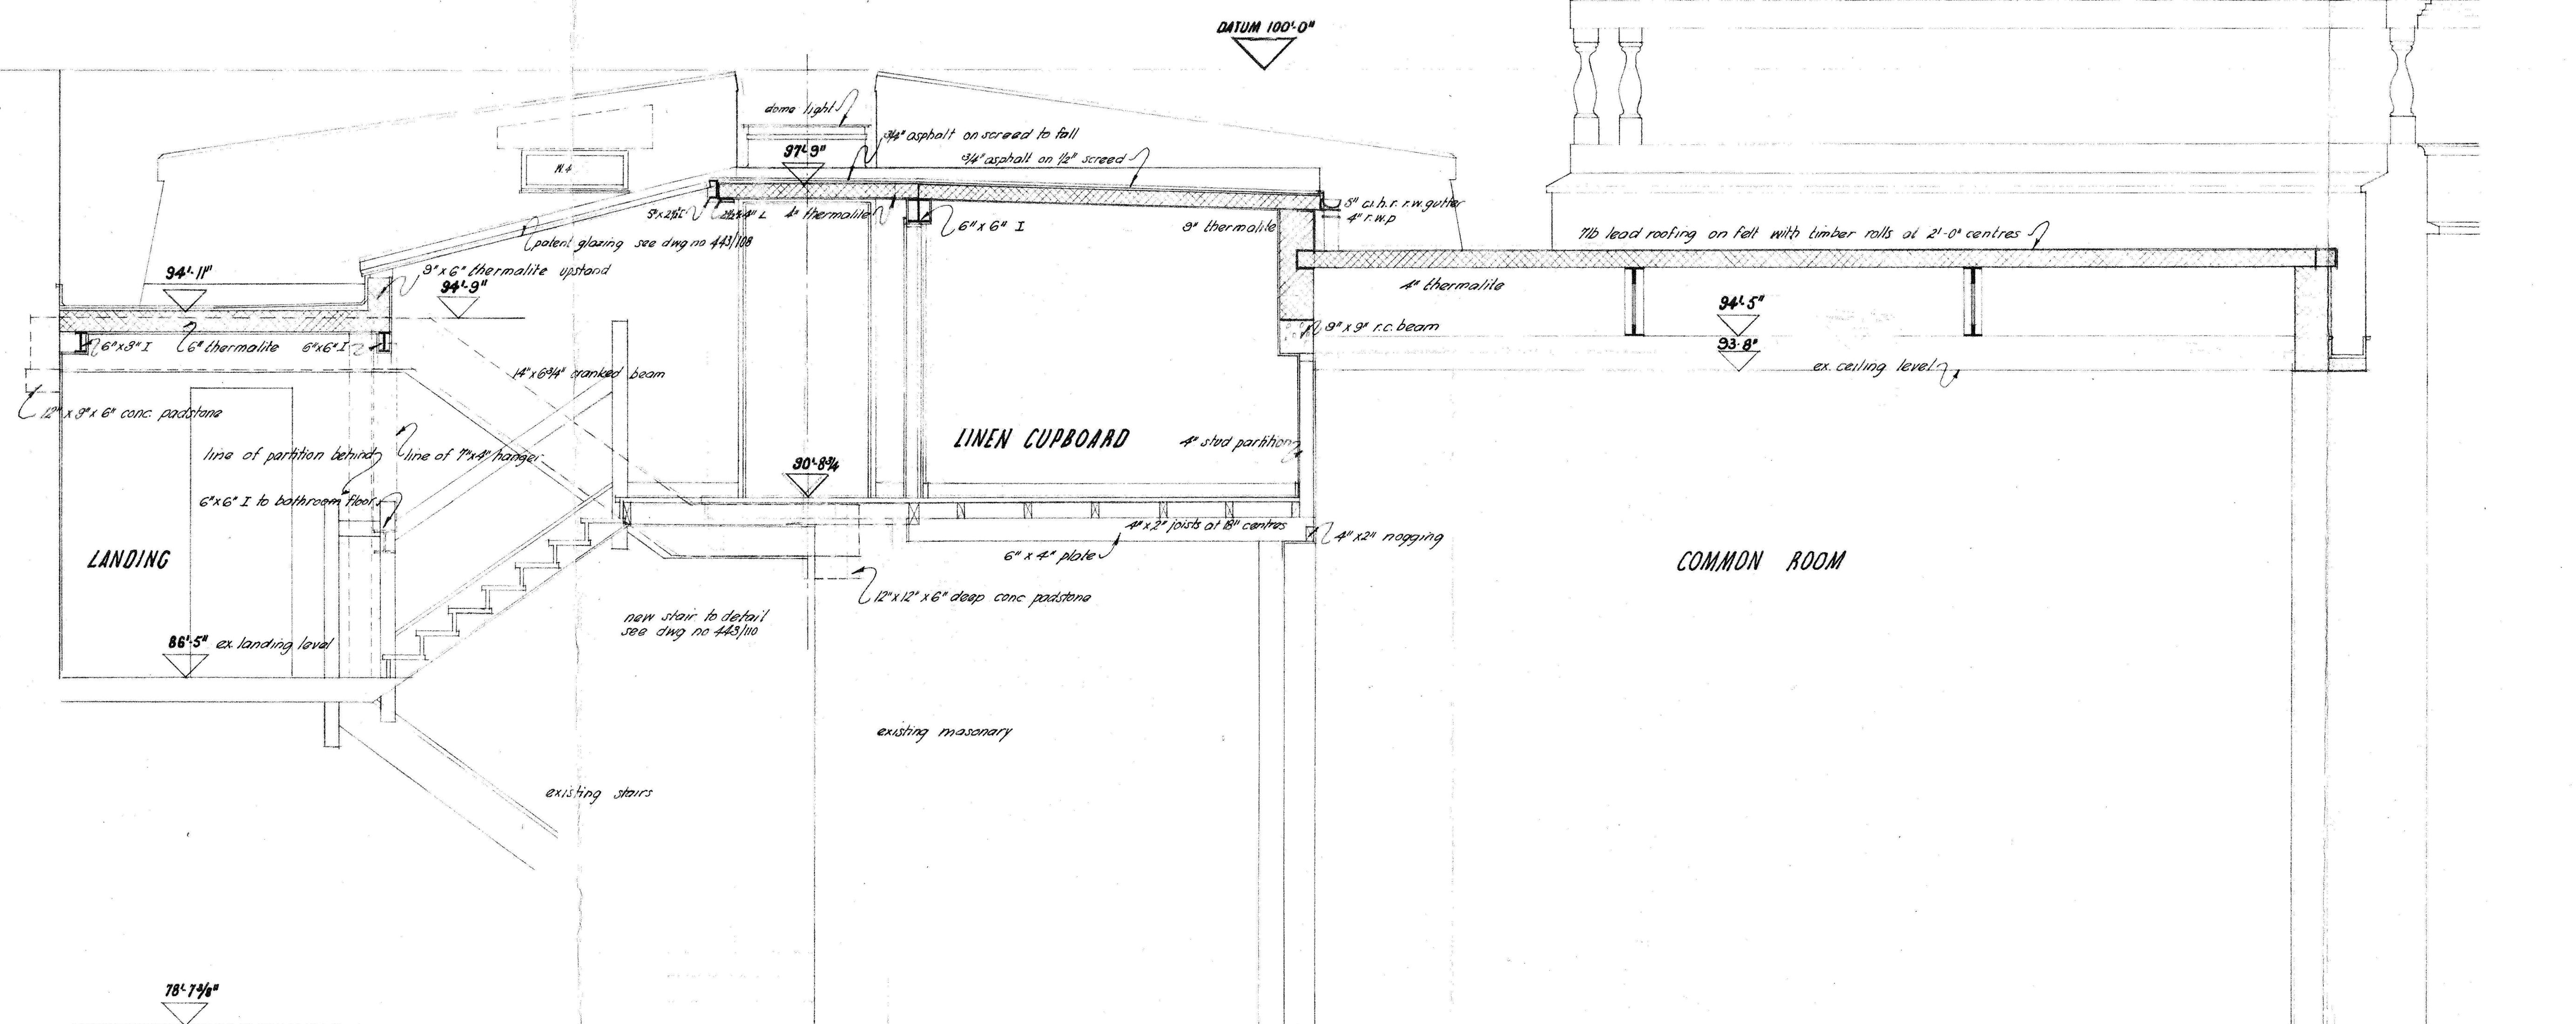 DATUM 100'-0"
dome light
3/4" asphalt on screed to fall
97'-9"
3/4" asphalt on 1/2" screed
N.4
4" thermalite
6" x 6" I
9" thermalite
5" c.i.h.r. r.w.gutter
4" r.w.p
7lb lead roofing on felt with timber rolls at 2'-0" centres
patent glazing see dwg no 443/108
94'-11"
9" x 6" thermalite upstand
94'-9"
4" thermalite
94'-5"
9" x 9" r.c. beam
93-8"
6" x 9" I
6" thermalite
6"x6" I
ex. ceiling level
14" x 6 3/4" cranked beam
12" x 9" x 6" conc. padstone
LINEN CUPBOARD
4" stud partition
line of partition behind
line of 7"x4" hanger
90'-8 3/4
6"x6" I to bathroom floor
4" x 2" joists at 18" centres
4" x 2" nogging
6" x 4" plate
LANDING
COMMON ROOM
12" x 12" x 6" deep conc padstone
new stair to detail
see dwg no 443/110
86'-5" ex. landing level
existing masonary
existing stairs
78'-7 3/8"